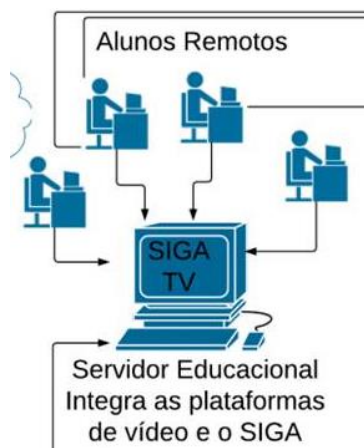 Alunos Remotos
SIGA
TV
Servidor Educacional
Integra as plataformas
de vídeo e o SIGA